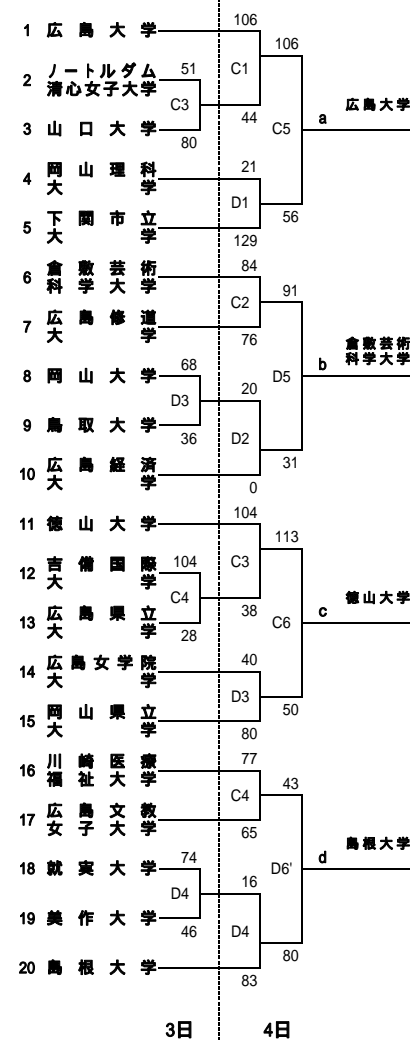 106
1 広島大学
106
C1
ノートルダム
2
清心女子大学
51
C3
44
広島大学
a
C5
3 山口大学
80
岡山理科
4
大学
21
D1
下関市立
5
大学
56
129
倉敷芸術
6
科学大学
84
91
C2
広島修道
7
大学
76
倉敷芸術
科学大学
b
8 岡山大学
68
20
D5
D3
9 鳥取大学
36
D2
広島経済
10
大学
31
0
11 徳山大学
104
113
吉備国際
12
大学
104
C3
C4
徳山大学
c
広島県立
13
大学
38
28
C6
広島女学院
14
大学
40
D3
岡山県立
15
大学
50
80
川崎医療
16
福祉大学
77
43
C4
広島文教
17
女子大学
65
島根大学
d
18 就実大学
74
16
D6'
D4
19 美作大学
46
D4
80
20 島根大学
83
3日
4日